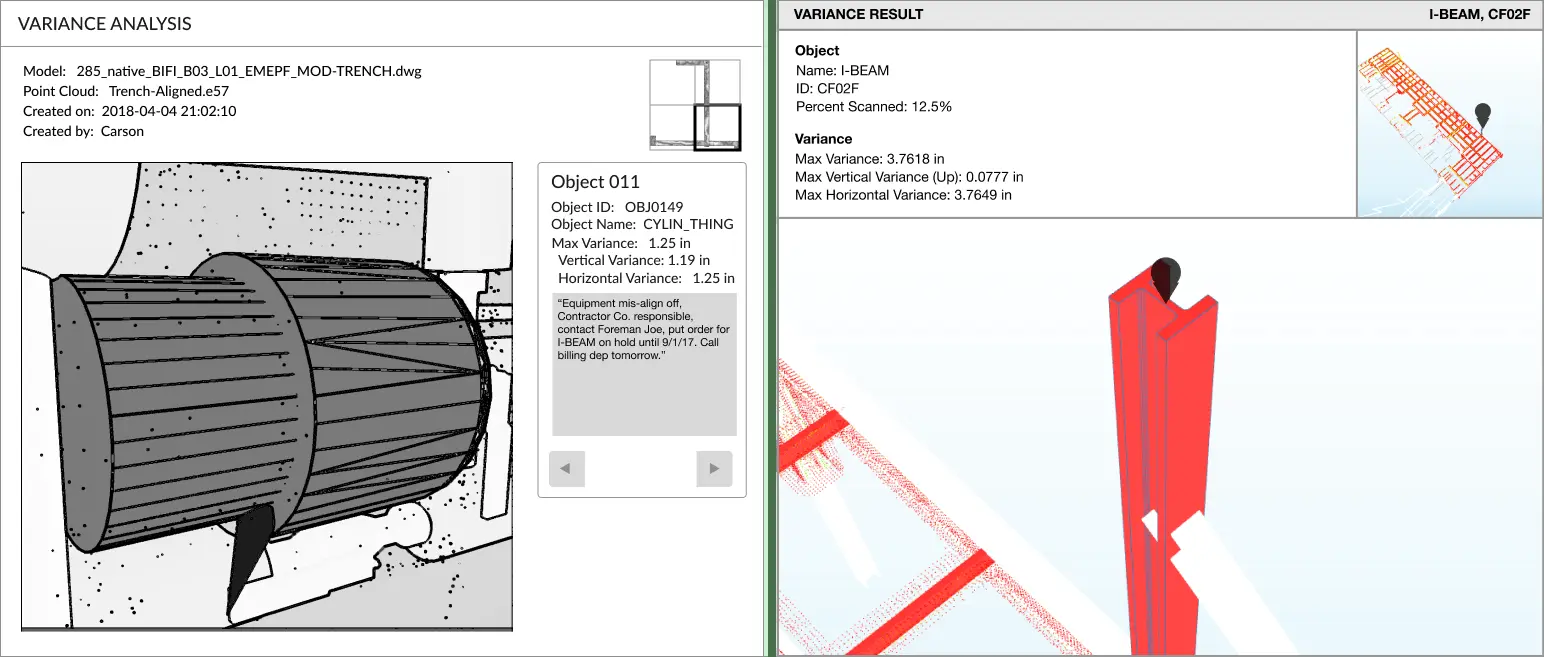 VARIANCE ANALYSIS
Model: 285_native_BIFI_B03_L01_EMEPF_MOD-TRENCH.dwg
Point Cloud: Trench-Aligned.e57
Created on: 2018-04-04 21:02:10
Created by: Carson
Object 011
Object ID: OBJ0149
Object Name: CYLIN_THING
Max Variance: 1.25 in
Vertical Variance: 1.19 in
Horizontal Variance: 1.25 in
“Equipment mis-align off,
Contractor Co. responsible,
contact Foreman Joe, put order for
I-BEAM on hold until 9/1/17. Call
billing dep tomorrow.”
VARIANCE RESULT
I-BEAM, CF02F
Object
Name: I-BEAM
ID: CF02F
Percent Scanned: 12.5%
Variance
Max Variance: 3.7618 in
Max Vertical Variance (Up): 0.0777 in
Max Horizontal Variance: 3.7649 in